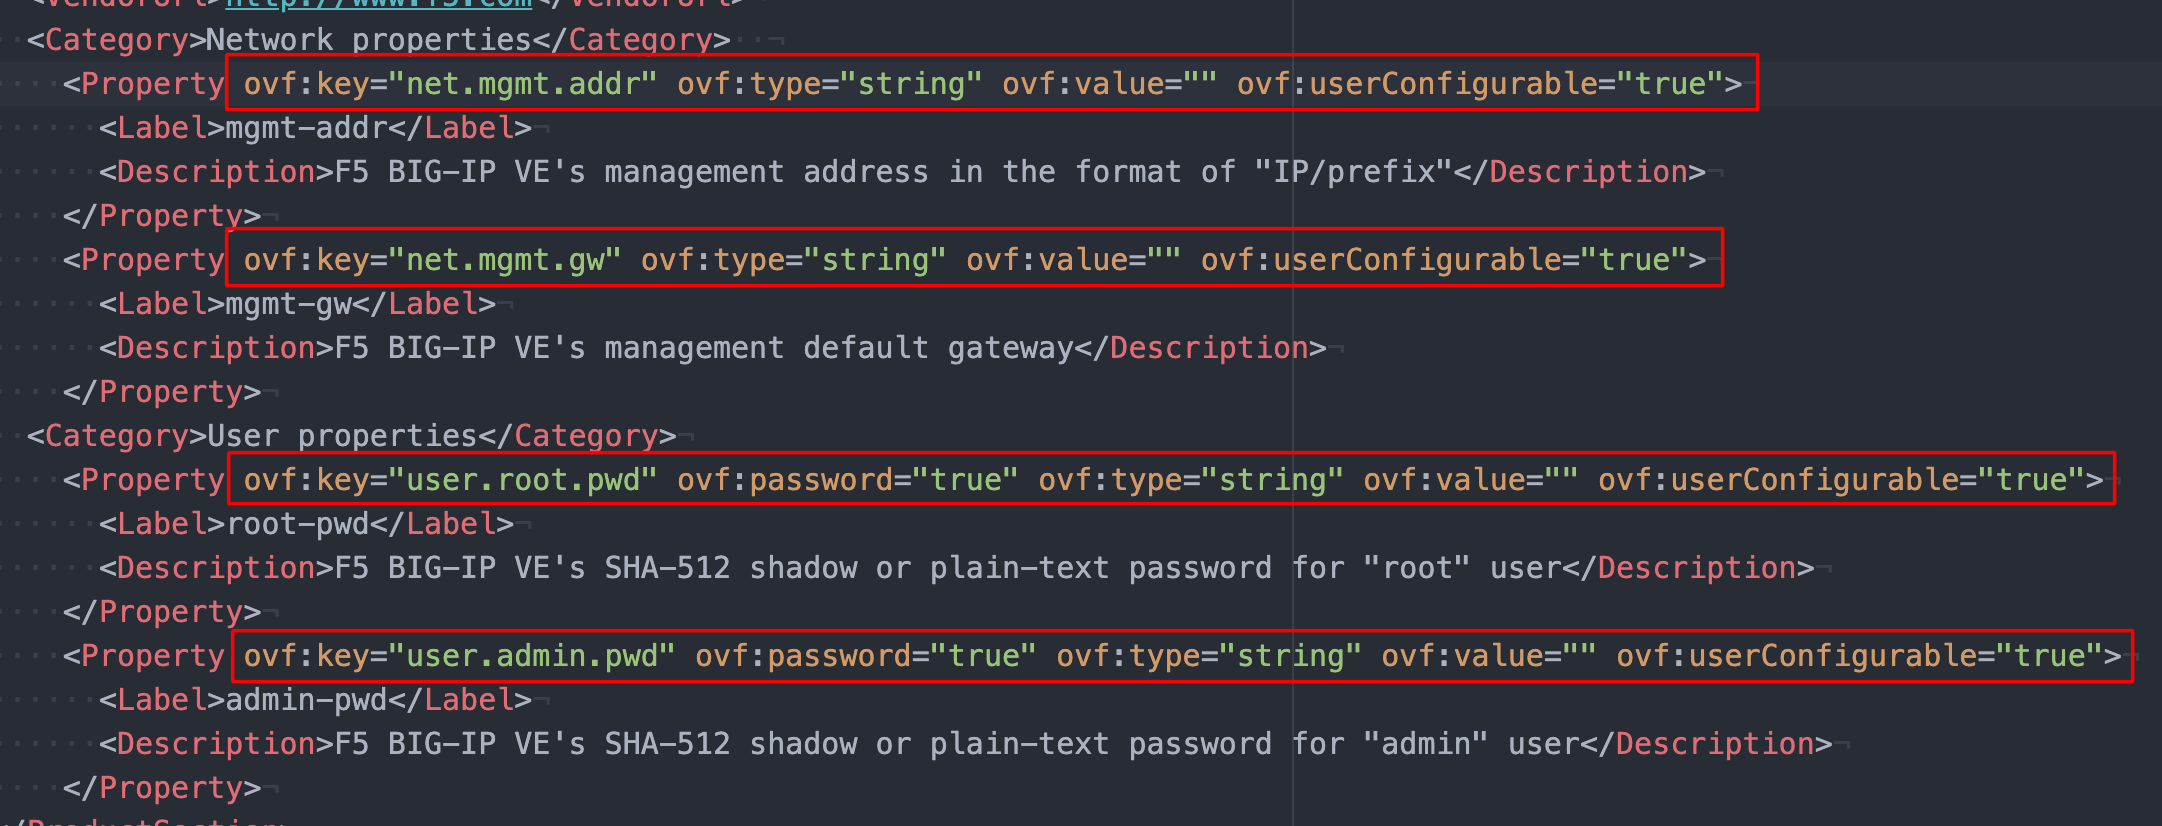 <VendorUrl>http://www.f5.com</VendorUrl>
<Category>Network properties</Category>
<Property ovf:key="net.mgmt.addr" ovf:type="string" ovf:value="" ovf:userConfigurable="true">
<Label>mgmt-addr</Label>
<Description>F5 BIG-IP VE's management address in the format of "IP/prefix"</Description>
</Property>
<Property ovf:key="net.mgmt.gw" ovf:type="string" ovf:value="" ovf:userConfigurable="true">
<Label>mgmt-gw</Label>
<Description>F5 BIG-IP VE's management default gateway</Description>
</Property>
<Category>User properties</Category>
<Property ovf:key="user.root.pwd" ovf:password="true" ovf:type="string" ovf:value="" ovf:userConfigurable="true">
<Label>root-pwd</Label>
<Description>F5 BIG-IP VE's SHA-512 shadow or plain-text password for "root" user</Description>
</Property>
<Property ovf:key="user.admin.pwd" ovf:password="true" ovf:type="string" ovf:value="" ovf:userConfigurable="true">
<Label>admin-pwd</Label>
<Description>F5 BIG-IP VE's SHA-512 shadow or plain-text password for "admin" user</Description>
</Property>
</ProductSection>